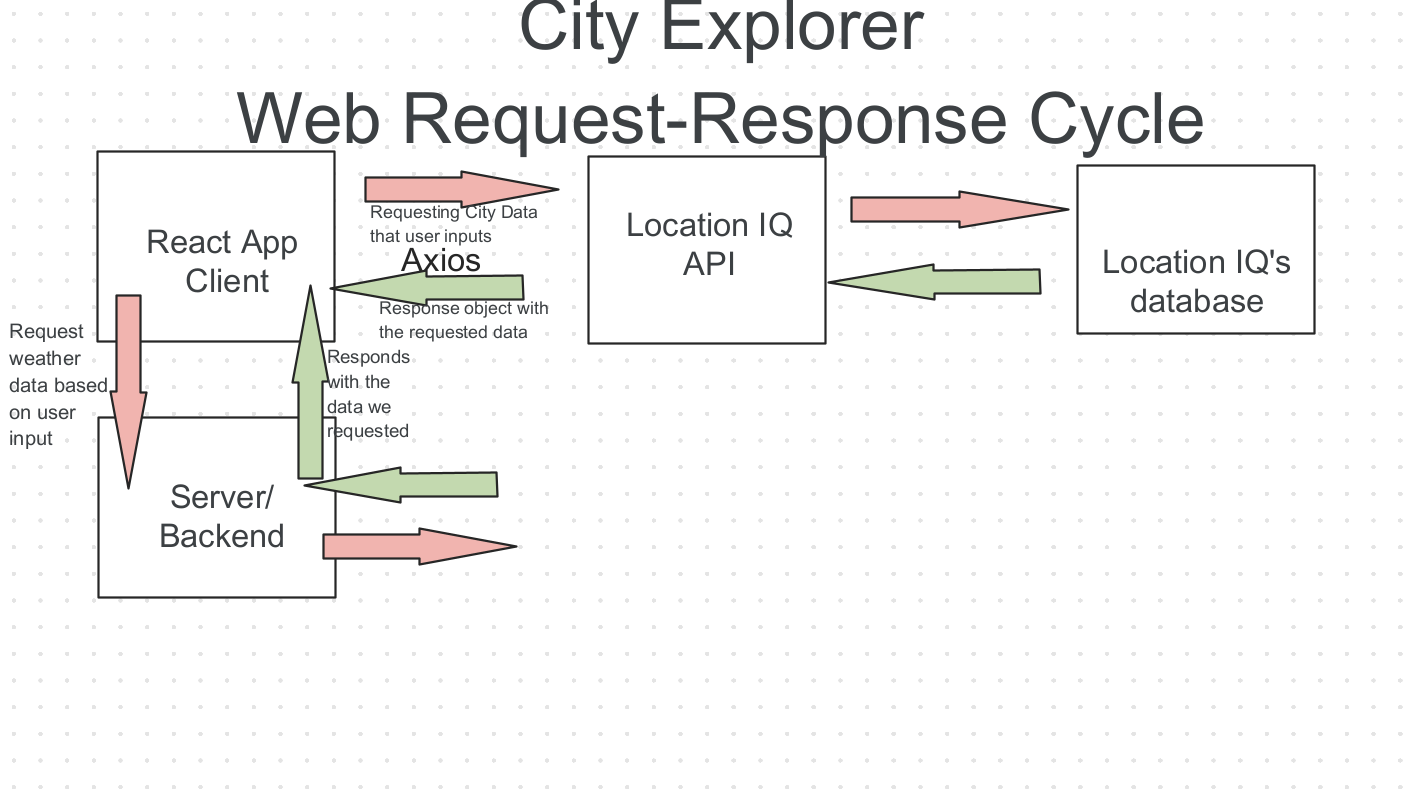 City Explorer
Web Request-Response Cycle
React App
Client
Requesting City Data
that user inputs
Axios
Response object with
the requested data
Location IQ
API
Location IQ's
database
Request
weather
data based
on user
input
Responds
with the
data we
requested
Server/
Backend